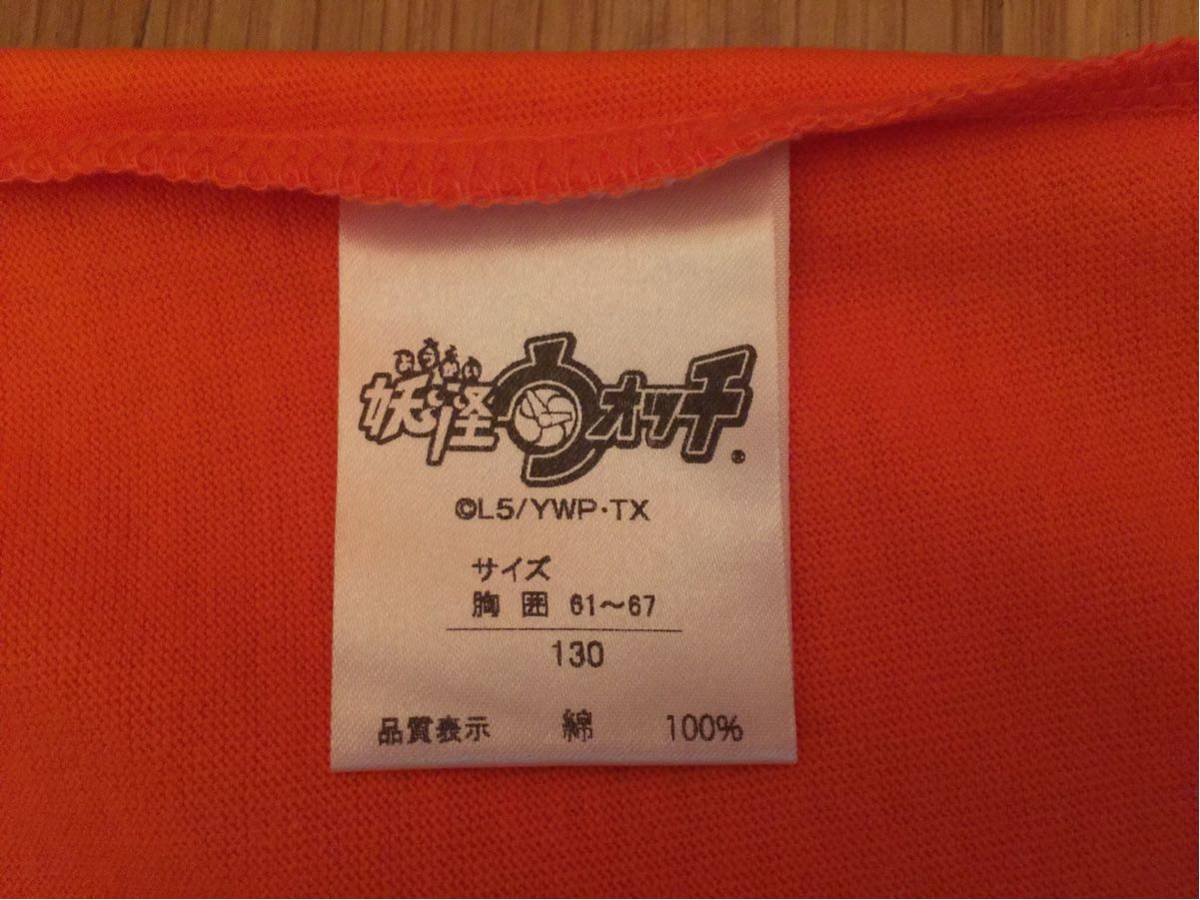 ようかい
妖怪ウォッチ®
©L5/YWP・TX
サイズ
胸囲 61〜67
130
品質表示 綿 100%